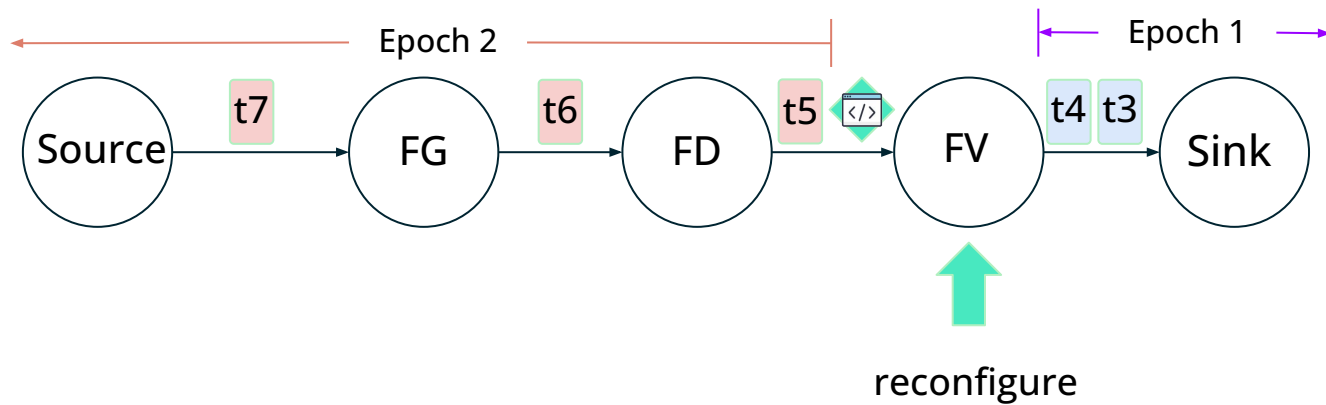 Epoch 2
Epoch 1
t7
t6
t5
</>
t4
t3
Source
FG
FD
FV
Sink
reconfigure